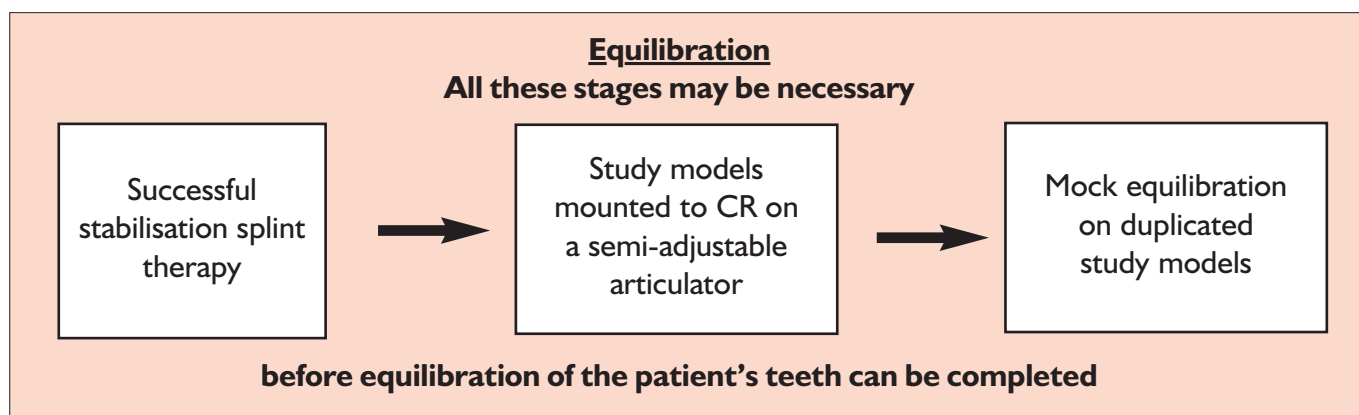 Equilibration
All these stages may be necessary
Successful
stabilisation splint
therapy
Study models
mounted to CR on
a semi-adjustable
articulator
Mock equilibration
on duplicated
study models
before equilibration of the patient’s teeth can be completed